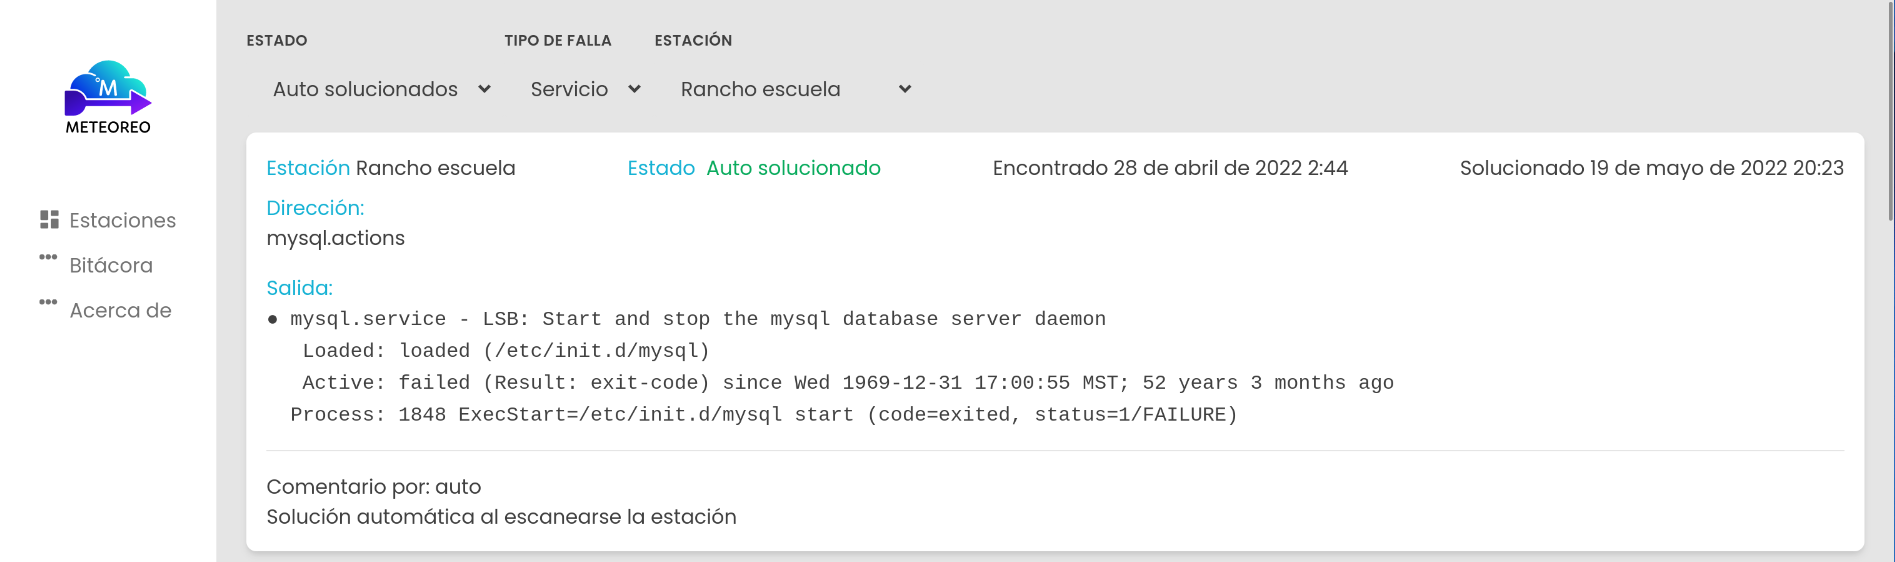 °M
METEOREO
Estaciones
Bitácora
Acerca de
ESTADO TIPO DE FALLA ESTACIÓN
Auto solucionados Servicio Rancho escuela
Estación Rancho escuela Estado Auto solucionado Encontrado 28 de abril de 2022 2:44 Solucionado 19 de mayo de 2022 20:23
Dirección:
mysql.actions
Salida:
● mysql.service - LSB: Start and stop the mysql database server daemon
Loaded: loaded (/etc/init.d/mysql)
Active: failed (Result: exit-code) since Wed 1969-12-31 17:00:55 MST; 52 years 3 months ago
Process: 1848 ExecStart=/etc/init.d/mysql start (code=exited, status=1/FAILURE)
Comentario por: auto
Solución automática al escanearse la estación